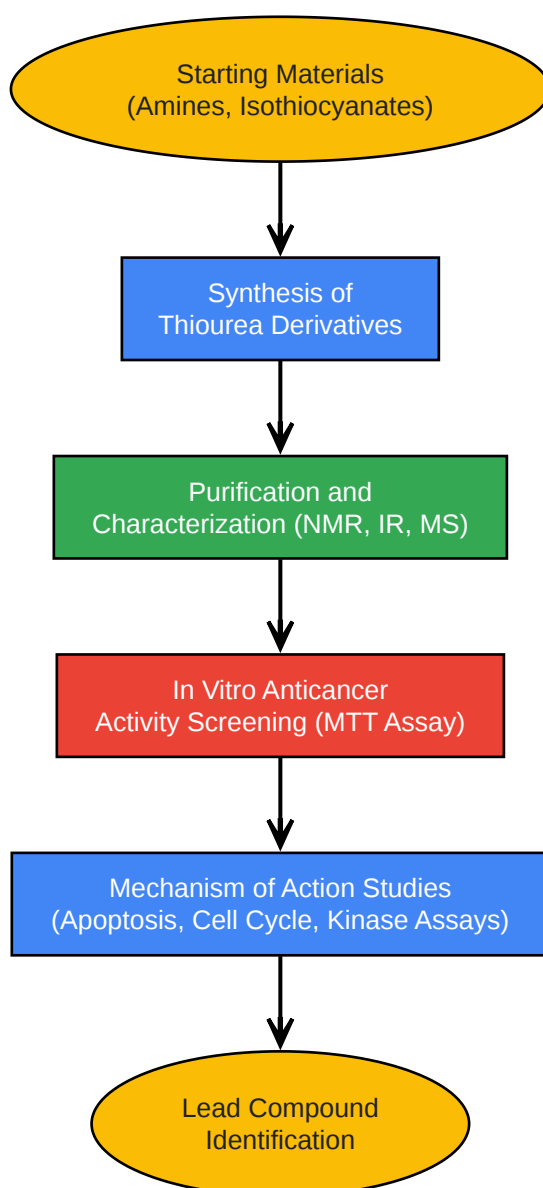 Starting Materials
(Amines, Isothiocyanates)
Synthesis of
Thiourea Derivatives
Purification and
Characterization (NMR, IR, MS)
In Vitro Anticancer
Activity Screening (MTT Assay)
Mechanism of Action Studies
(Apoptosis, Cell Cycle, Kinase Assays)
Lead Compound
Identification